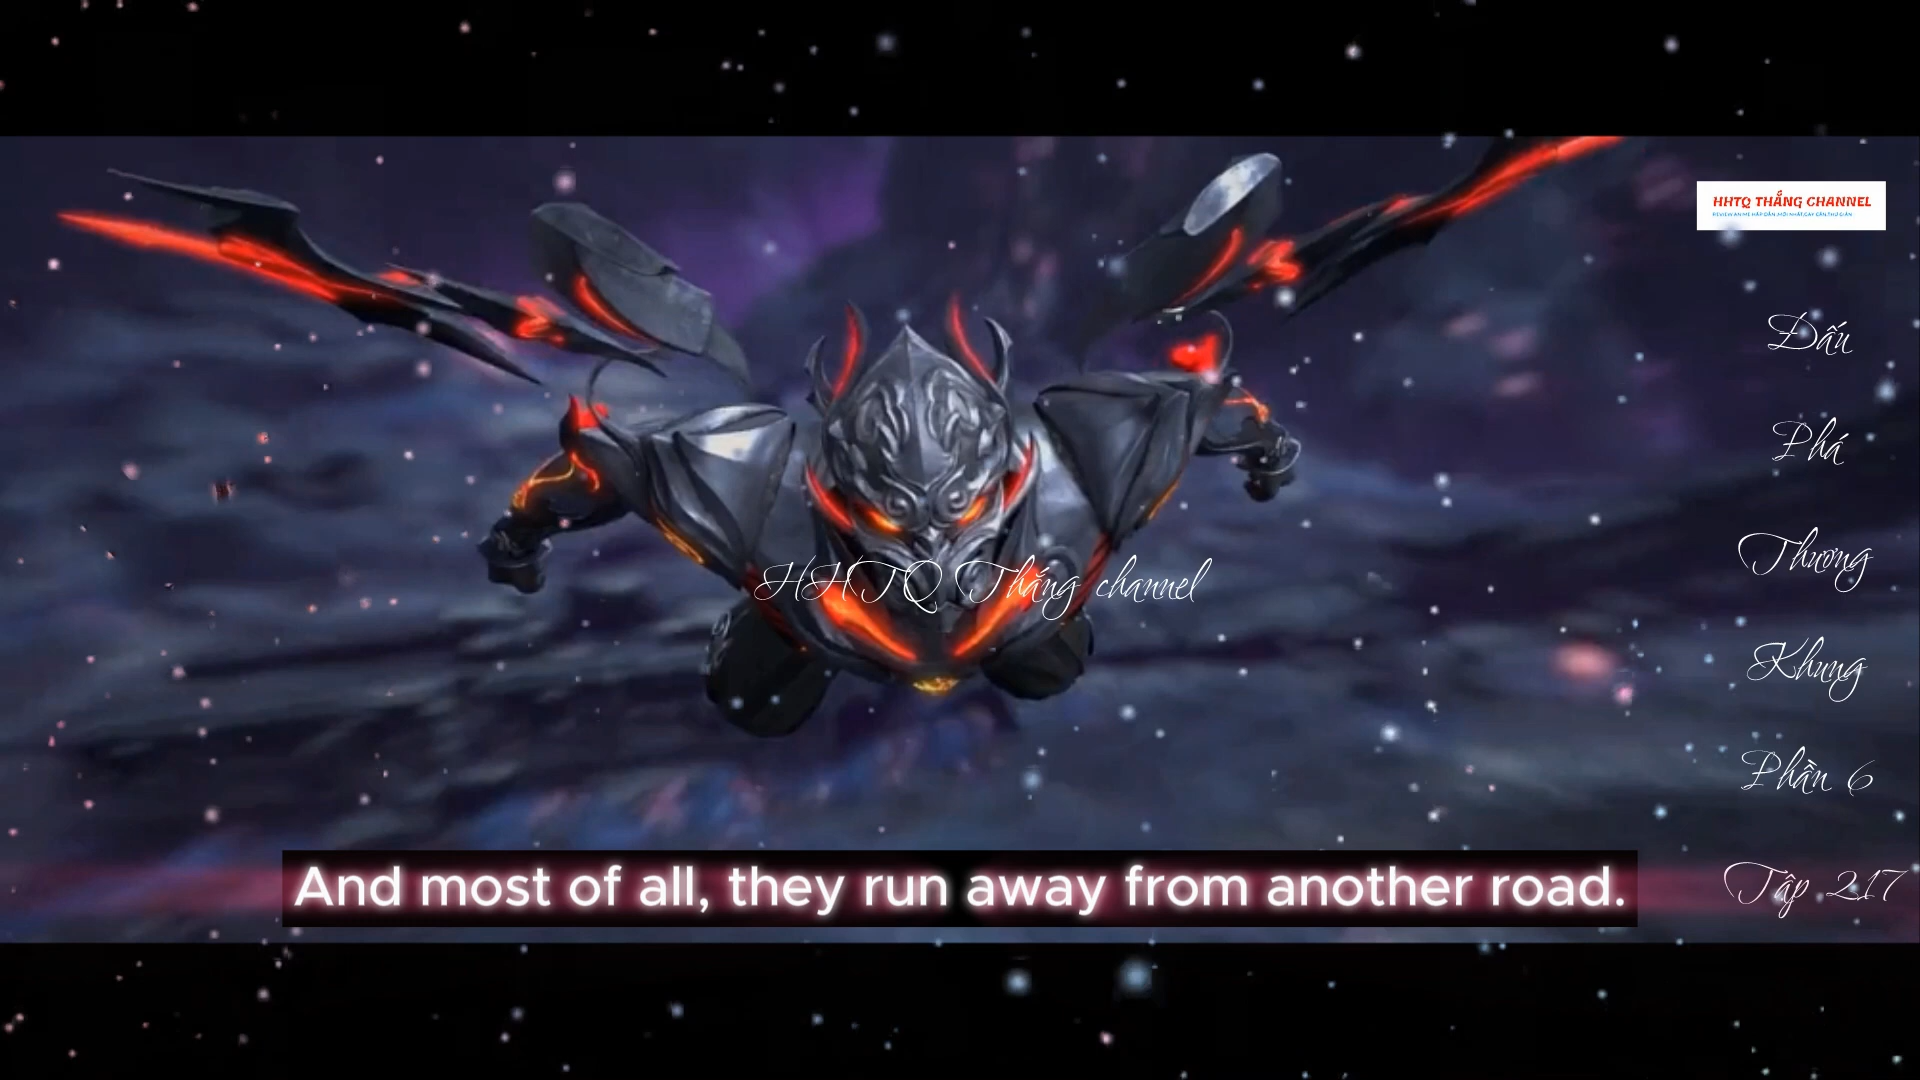 HHTQ THẮNG CHANNEL
Đấu
Phá
Thương
Khung
Phần 6
Tập 217
HHTQ Thắng channel
And most of all, they run away from another road.